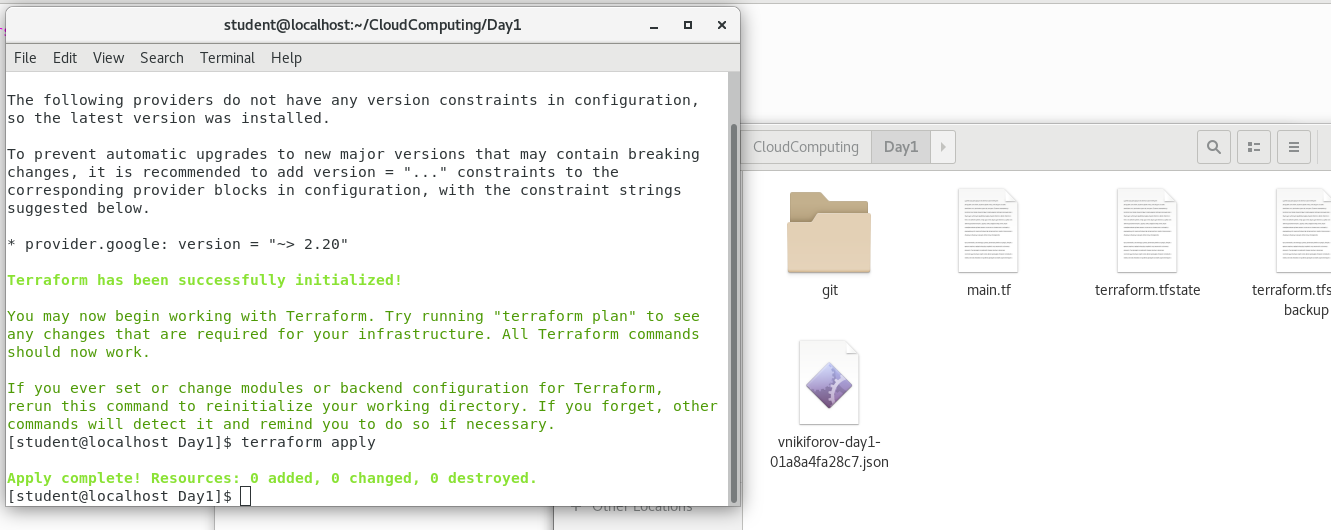 student@localhost:~/CloudComputing/Day1
File Edit View Search Terminal Help
The following providers do not have any version constraints in configuration,
so the latest version was installed.
To prevent automatic upgrades to new major versions that may contain breaking
changes, it is recommended to add version = "..." constraints to the
corresponding provider blocks in configuration, with the constraint strings
suggested below.
* provider.google: version = "~> 2.20"
Terraform has been successfully initialized!
You may now begin working with Terraform. Try running "terraform plan" to see
any changes that are required for your infrastructure. All Terraform commands
should now work.
If you ever set or change modules or backend configuration for Terraform,
rerun this command to reinitialize your working directory. If you forget, other
commands will detect it and remind you to do so if necessary.
[student@localhost Day1]$ terraform apply
Apply complete! Resources: 0 added, 0 changed, 0 destroyed.
[student@localhost Day1]$
CloudComputing Day1
git
main.tf
terraform.tfstate
terraform.tfs
backup
vnikiforov-day1-
01a8a4fa28c7.json
+ Other Locations